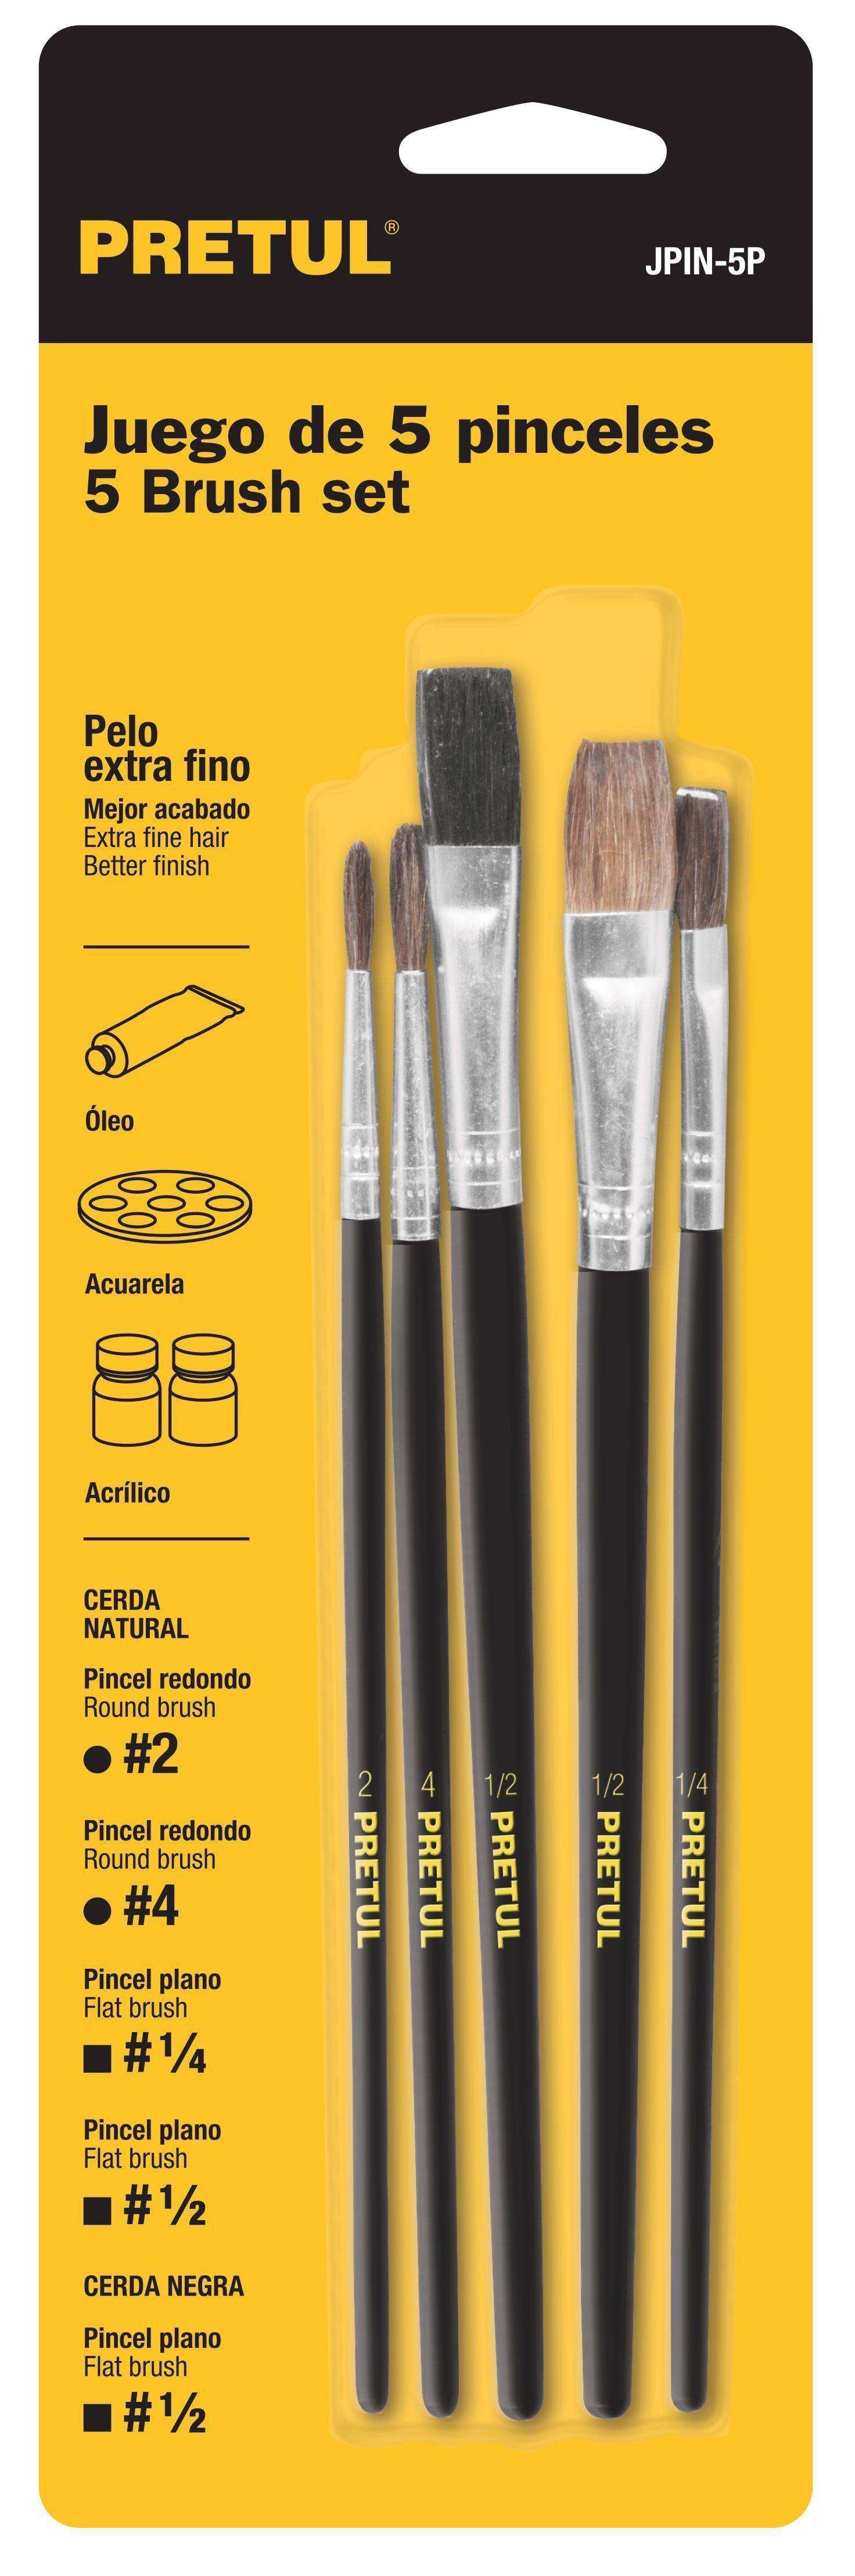 PRETUL®
JPIN-5P
Juego de 5 pinceles
5 Brush set
Pelo
extra fino
Mejor acabado
Extra fine hair
Better finish
Óleo
Acuarela
Acrílico
CERDA
NATURAL
Pincel redondo
Round brush
#2
Pincel redondo
Round brush
#4
Pincel plano
Flat brush
# ¼
Pincel plano
Flat brush
# ½
CERDA NEGRA
Pincel plano
Flat brush
# ½
2 PRETUL
4 PRETUL
1/2 PRETUL
1/2 PRETUL
1/4 PRETUL